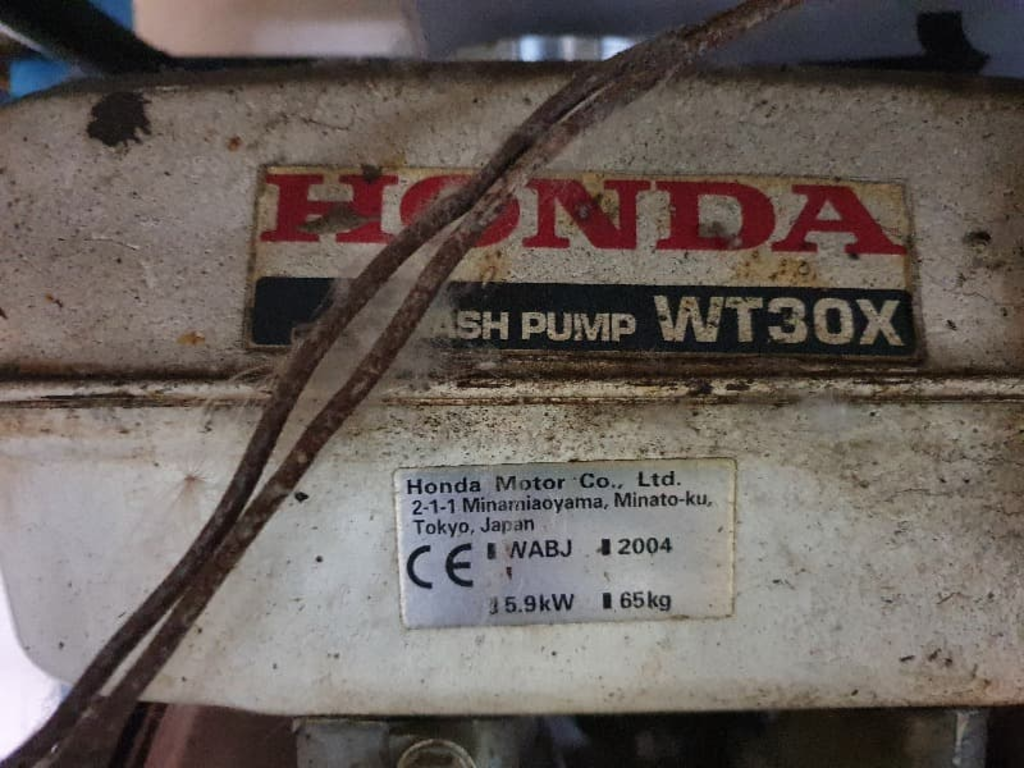 HONDA
ASH PUMP WT30X
Honda Motor Co., Ltd.
2-1-1 Minamiaoyama, Minato-ku,
Tokyo, Japan
CE WABJ 2004
5.9kW 65kg